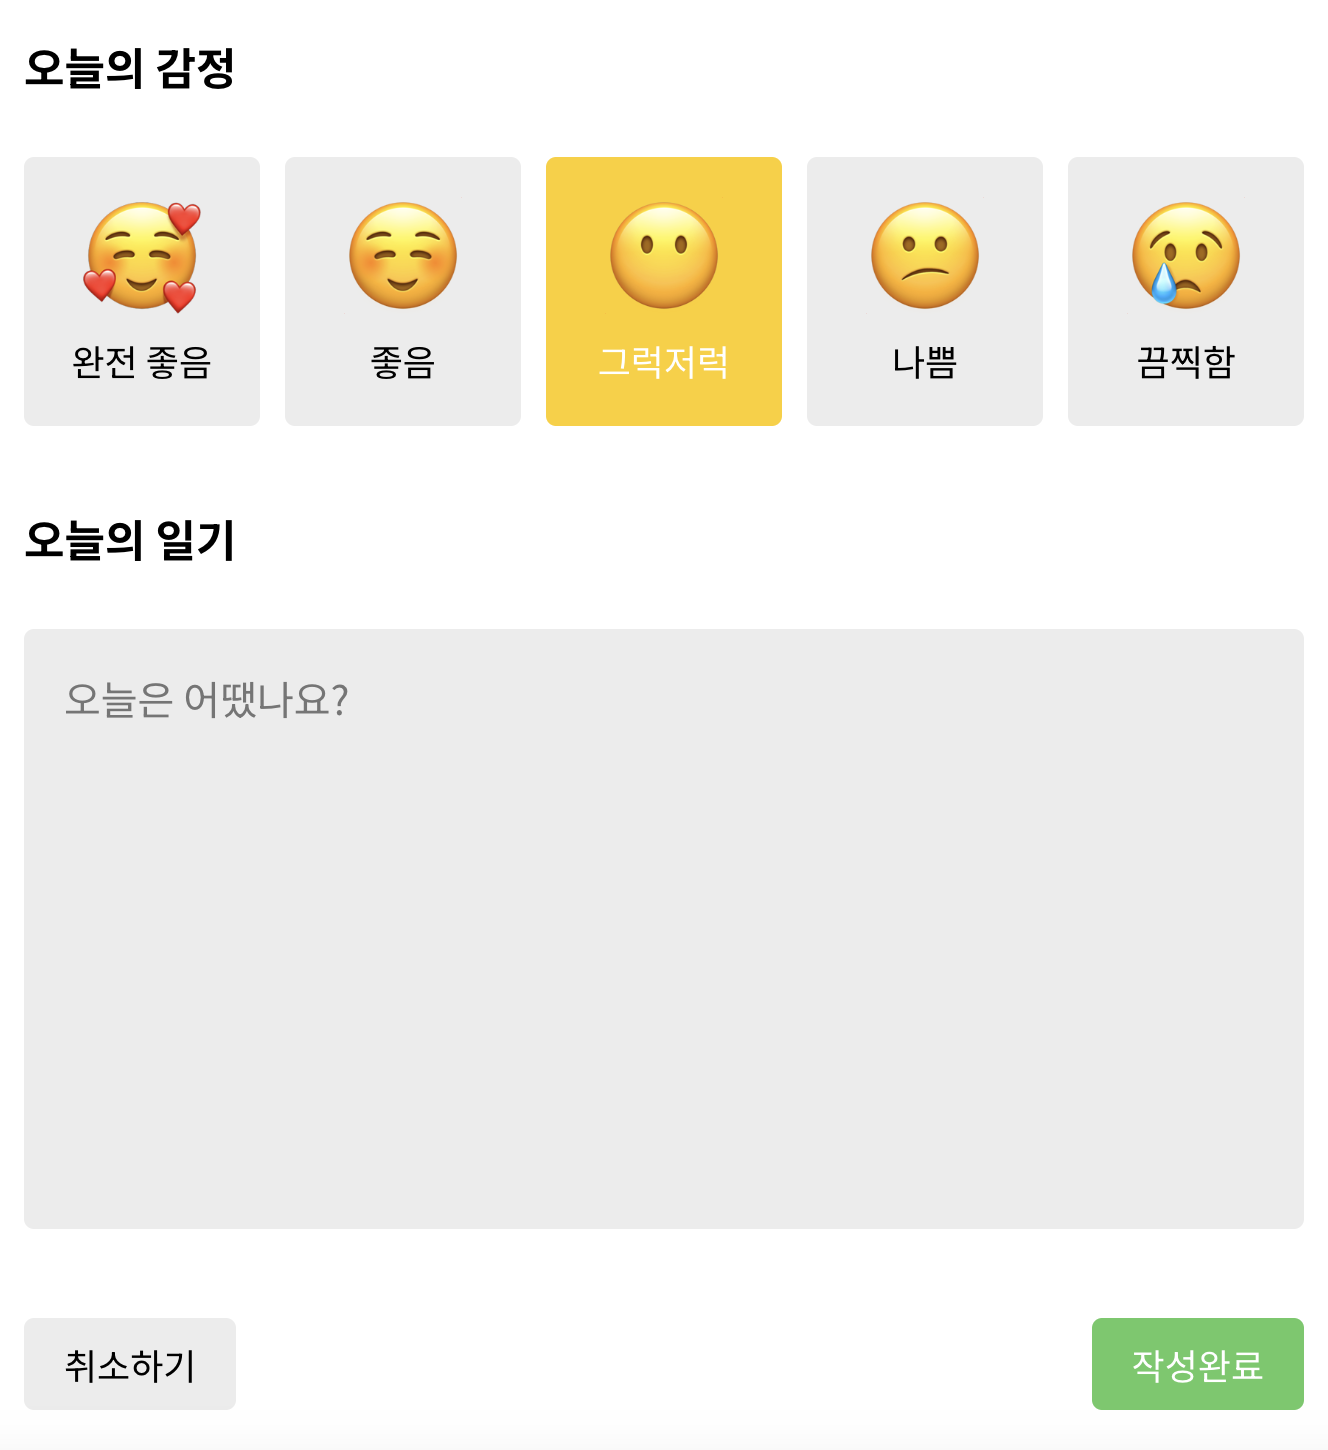 오늘의 감정
완전 좋음
좋음
그럭저럭
나쁨
끔찍함
오늘의 일기
오늘은 어땠나요?
취소하기
작성완료